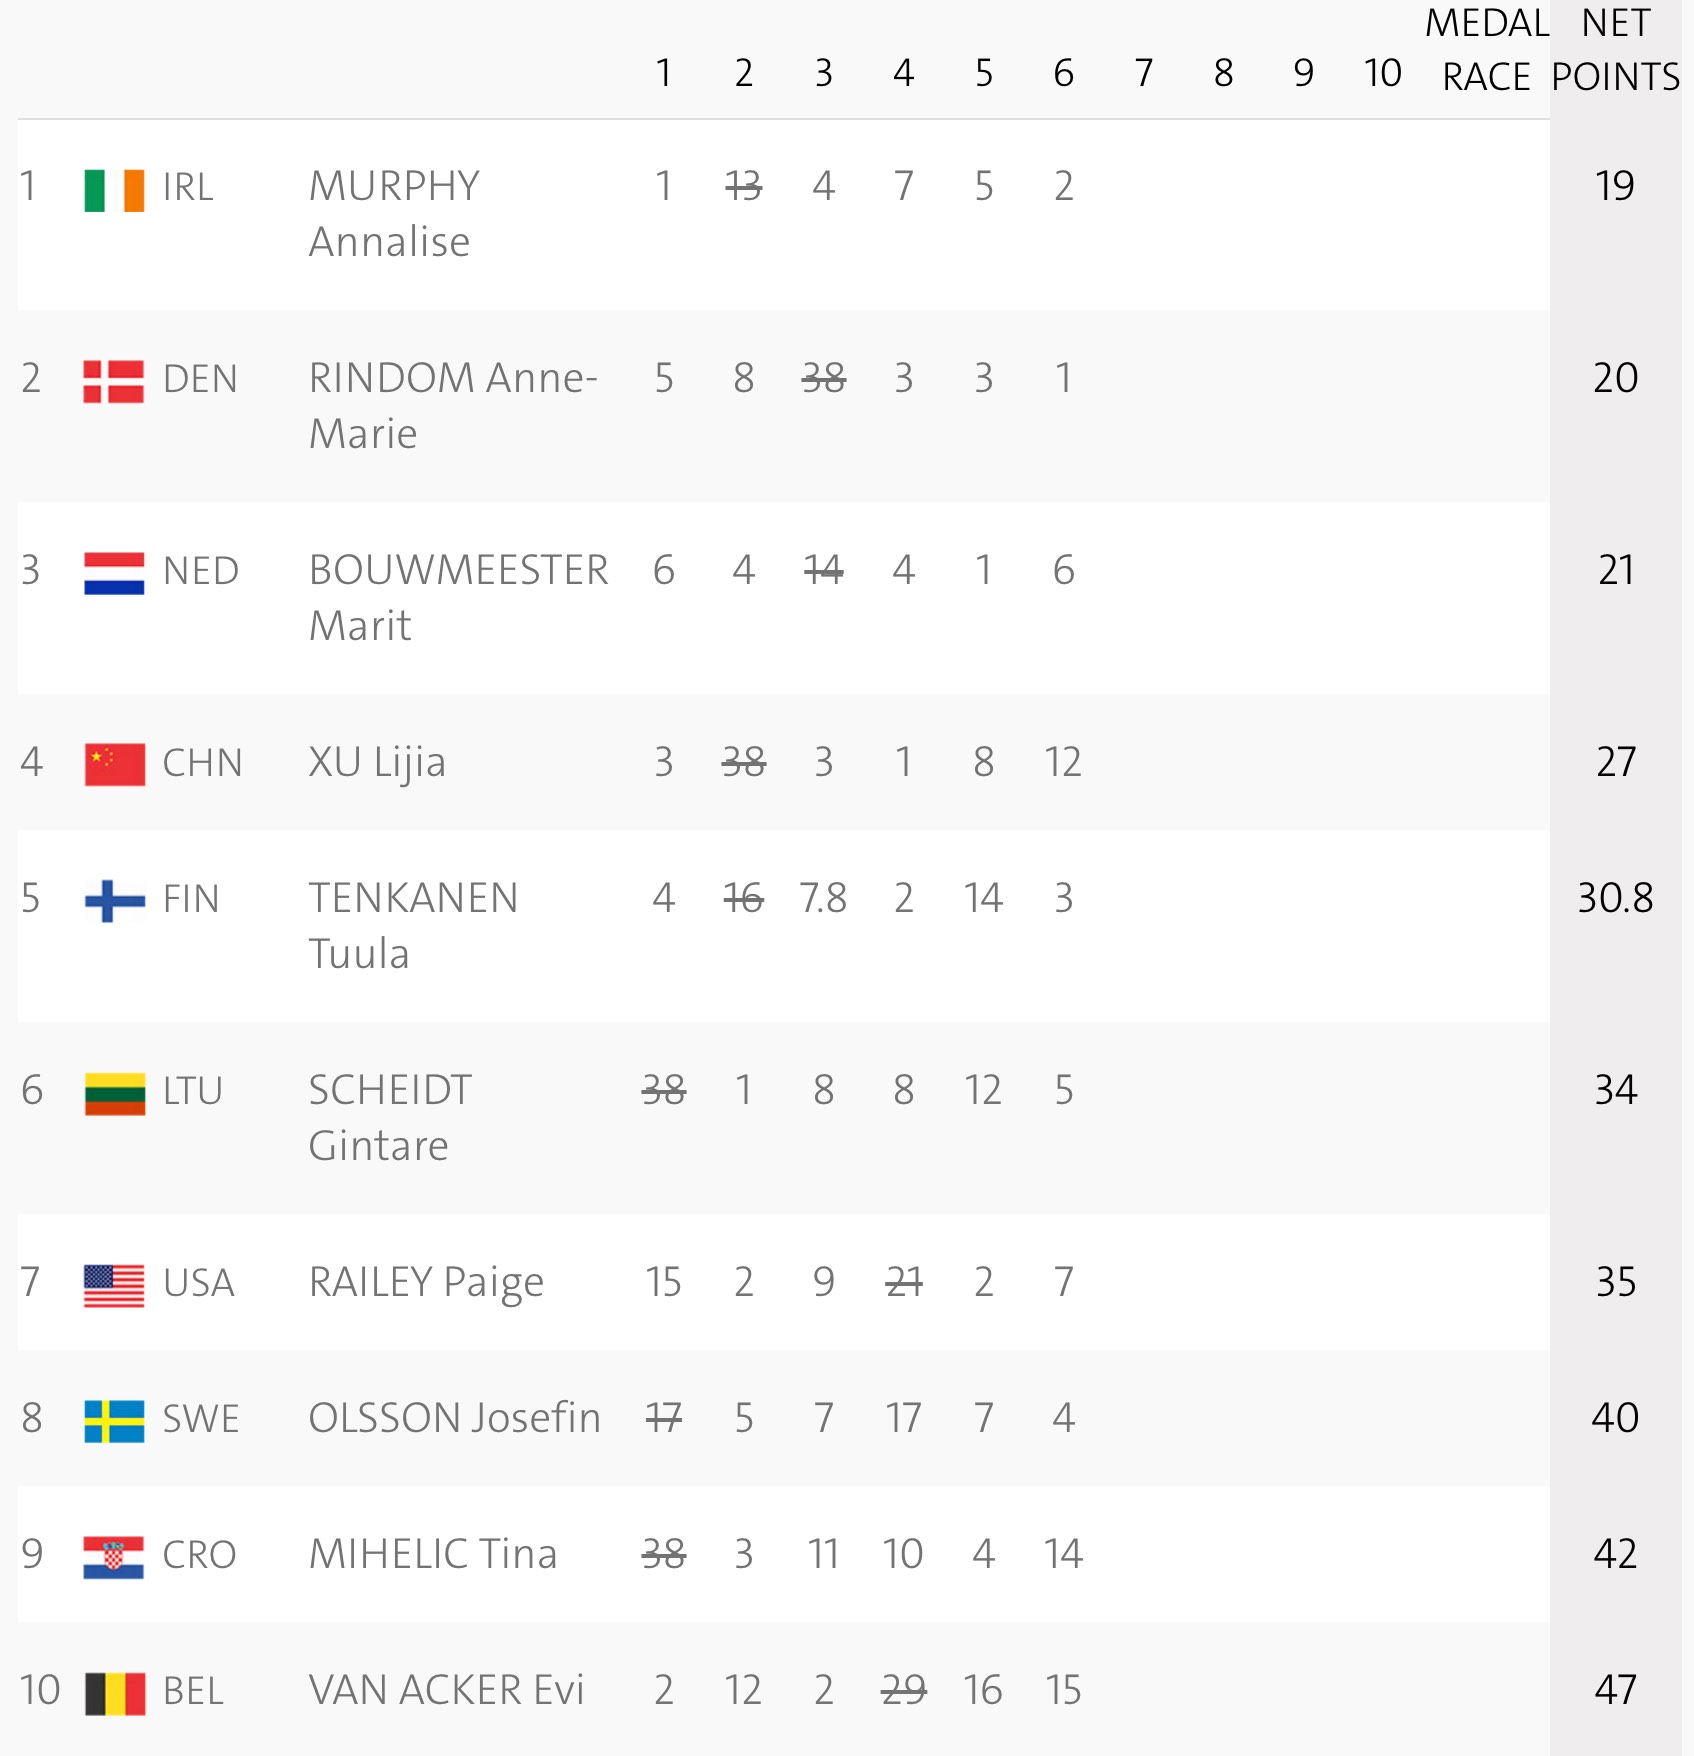 MEDAL NET
1 2 3 4 5 6 7 8 9 10 RACE POINTS
1 IRL MURPHY 1 13 4 7 5 2 19
Annalise
2 DEN RINDOM Anne- 5 8 38 3 3 1 20
Marie
3 NED BOUWMEESTER 6 4 14 4 1 6 21
Marit
4 CHN XU Lijia 3 38 3 1 8 12 27
5 FIN TENKANEN 4 16 7.8 2 14 3 30.8
Tuula
6 LTU SCHEIDT 38 1 8 8 12 5 34
Gintare
7 USA RAILEY Paige 15 2 9 21 2 7 35
8 SWE OLSSON Josefin 17 5 7 17 7 4 40
9 CRO MIHELIC Tina 38 3 11 10 4 14 42
10 BEL VAN ACKER Evi 2 12 2 29 16 15 47